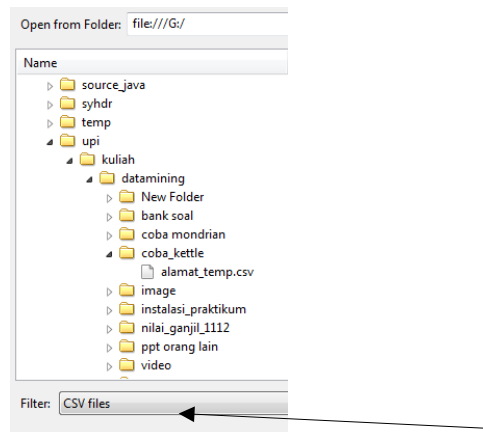 Open from Folder: file:///G:/
Name
source_java
syhdr
temp
upi
kuliah
datamining
New Folder
bank soal
coba mondrian
coba_kettle
alamat_temp.csv
image
instalasi_praktikum
nilai_ganjil_1112
ppt orang lain
video
Filter: CSV files